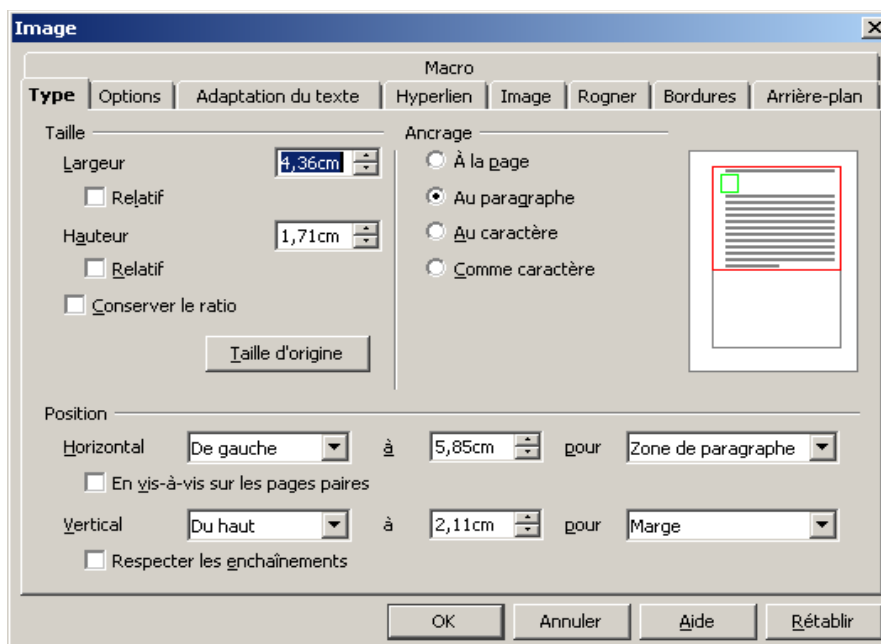 Image
Macro
Type Options Adaptation du texte Hyperlien Image Rogner Bordures Arrière-plan
Taille
Largeur 4,36cm
Relatif
Hauteur 1,71cm
Relatif
Conserver le ratio
Taille d'origine
Ancrage
À la page
Au paragraphe
Au caractère
Comme caractère
Position
Horizontal De gauche à 5,85cm pour Zone de paragraphe
En vis-à-vis sur les pages paires
Vertical Du haut à 2,11cm pour Marge
Respecter les enchaînements
OK Annuler Aide Rétablir